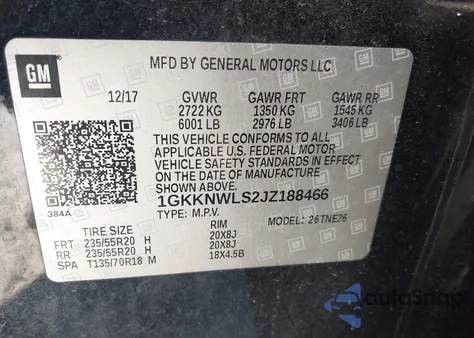 GM
MFD BY GENERAL MOTORS LLC
GM
12/17 GVWR GAWR FRT GAWR RR
2722 KG 1350 KG 1545 KG
6001 LB 2976 LB 3406 LB
THIS VEHICLE CONFORMS TO ALL
APPLICABLE U.S. FEDERAL MOTOR
VEHICLE SAFETY STANDARDS IN EFFECT
ON THE DATE OF MANUFACTURE SHOWN ABOVE.
1GKKNWLS2JZ188466
384A TYPE: M.P.V. MODEL: 26TNE26
TIRE SIZE RIM
FRT 235/55R20 H 20X8J
RR 235/55R20 H 20X8J
SPA T135/70R18 M 18X4.5B
autoSnap